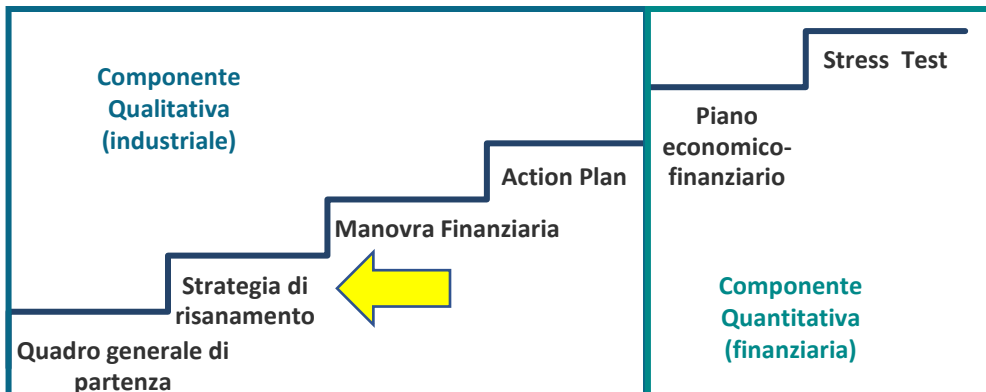 Componente
Qualitativa
(industriale)
Quadro generale di
partenza
Strategia di
risanamento
Manovra Finanziaria
Action Plan
Piano
economico-
finanziario
Stress Test
Componente
Quantitativa
(finanziaria)